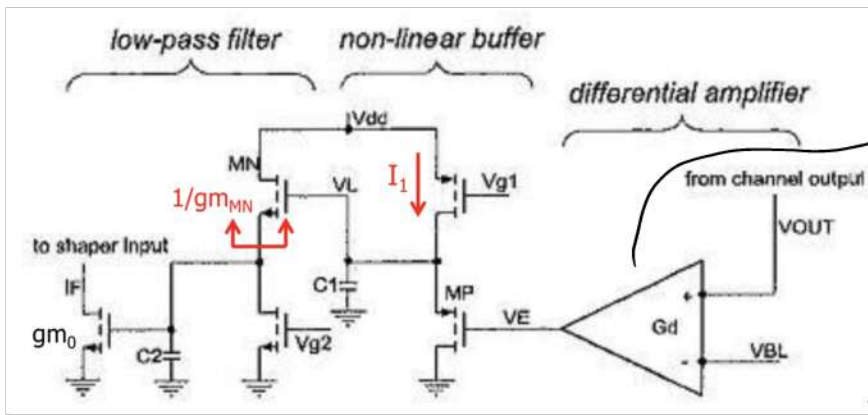 low-pass filter
non-linear buffer
differential amplifier
Vdd
MN
VL
I1
Vg1
from channel output
1/gmMN
to shaper Input
VOUT
IF
C1
MP
VE
+
Gd
gm0
C2
Vg2
-
VBL